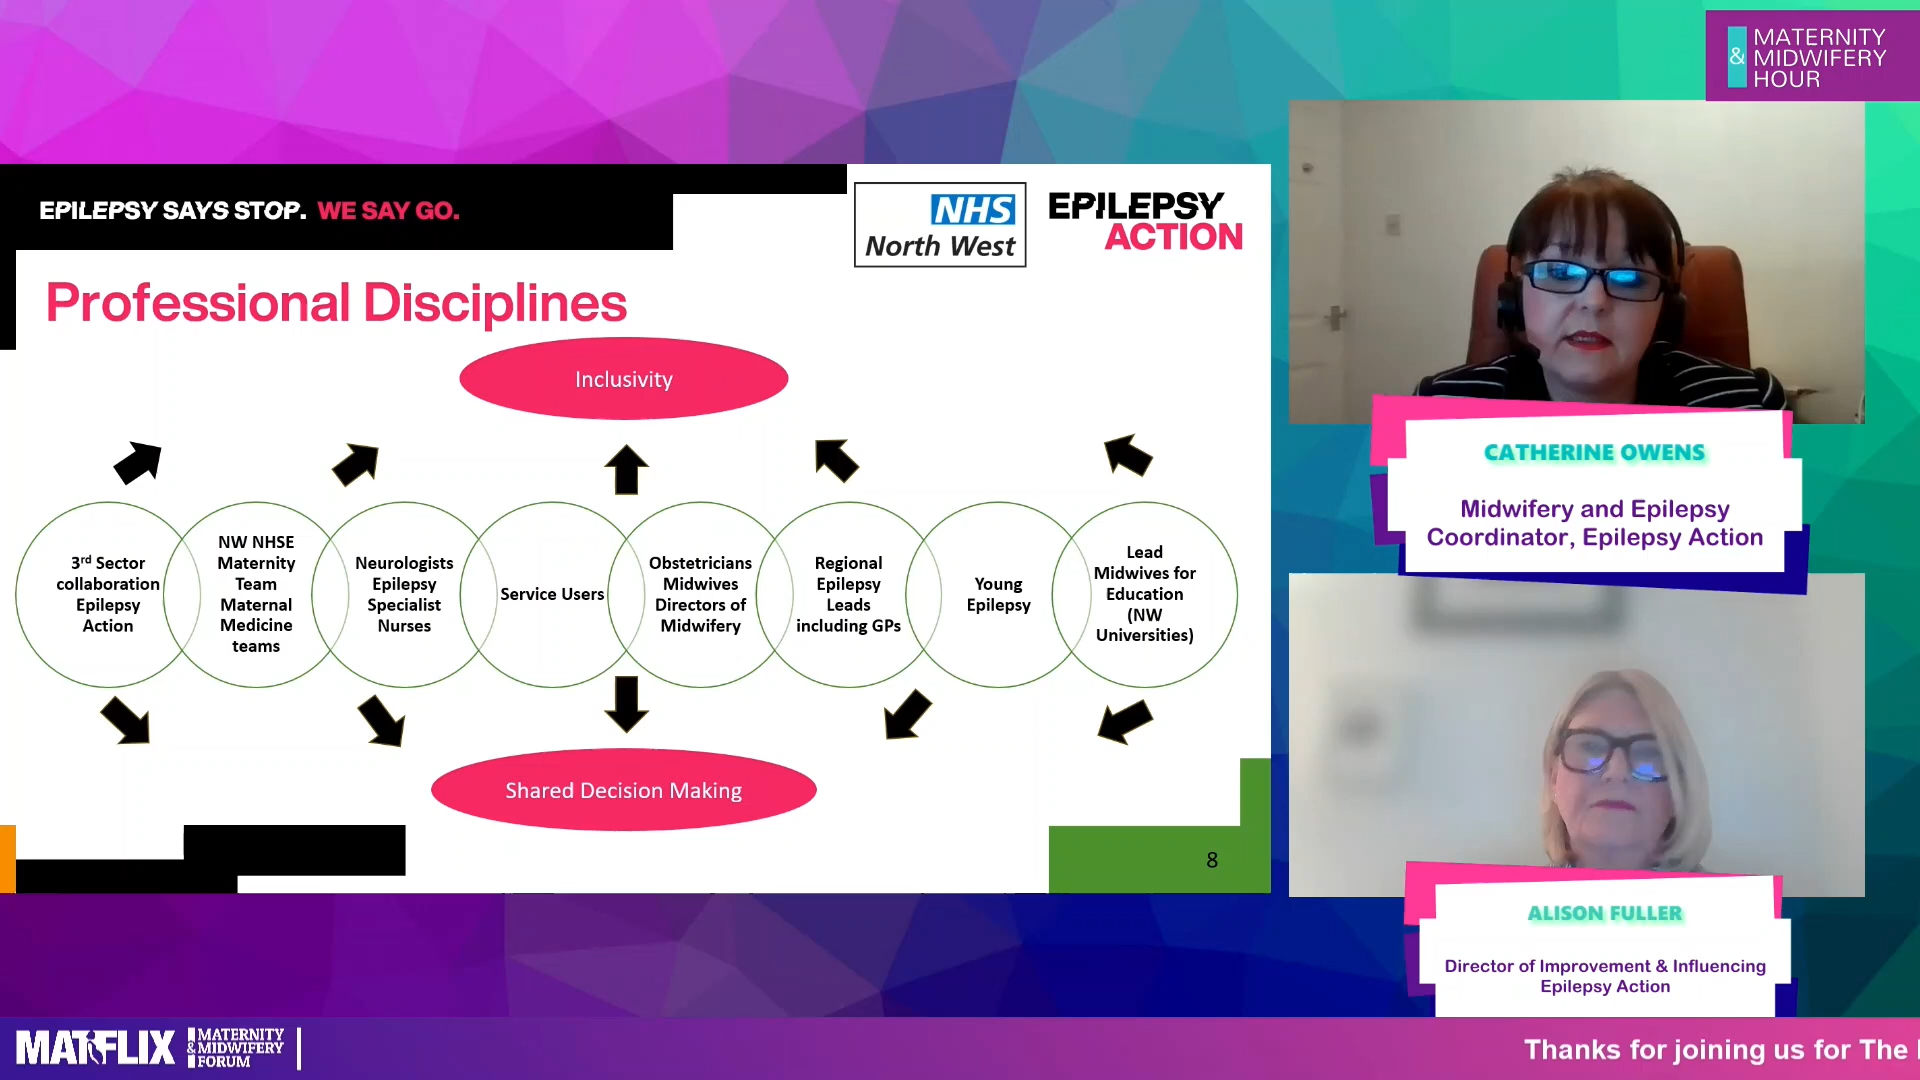 MATERNITY
& MIDWIFERY
HOUR
EPILEPSY SAYS STOP. WE SAY GO.
NHS
North West
EPILEPSY
ACTION
Professional Disciplines
Inclusivity
3rd Sector
collaboration
Epilepsy
Action
NW NHSE
Maternity
Team
Maternal
Medicine
teams
Neurologists
Epilepsy
Specialist
Nurses
Service Users
Obstetricians
Midwives
Directors of
Midwifery
Regional
Epilepsy
Leads
including GPs
Young
Epilepsy
Lead
Midwives for
Education
(NW
Universities)
Shared Decision Making
8
CATHERINE OWENS
Midwifery and Epilepsy
Coordinator, Epilepsy Action
ALISON FULLER
Director of Improvement & Influencing
Epilepsy Action
MATFLIX
MATERNITY
& MIDWIFERY
FORUM
Thanks for joining us for The